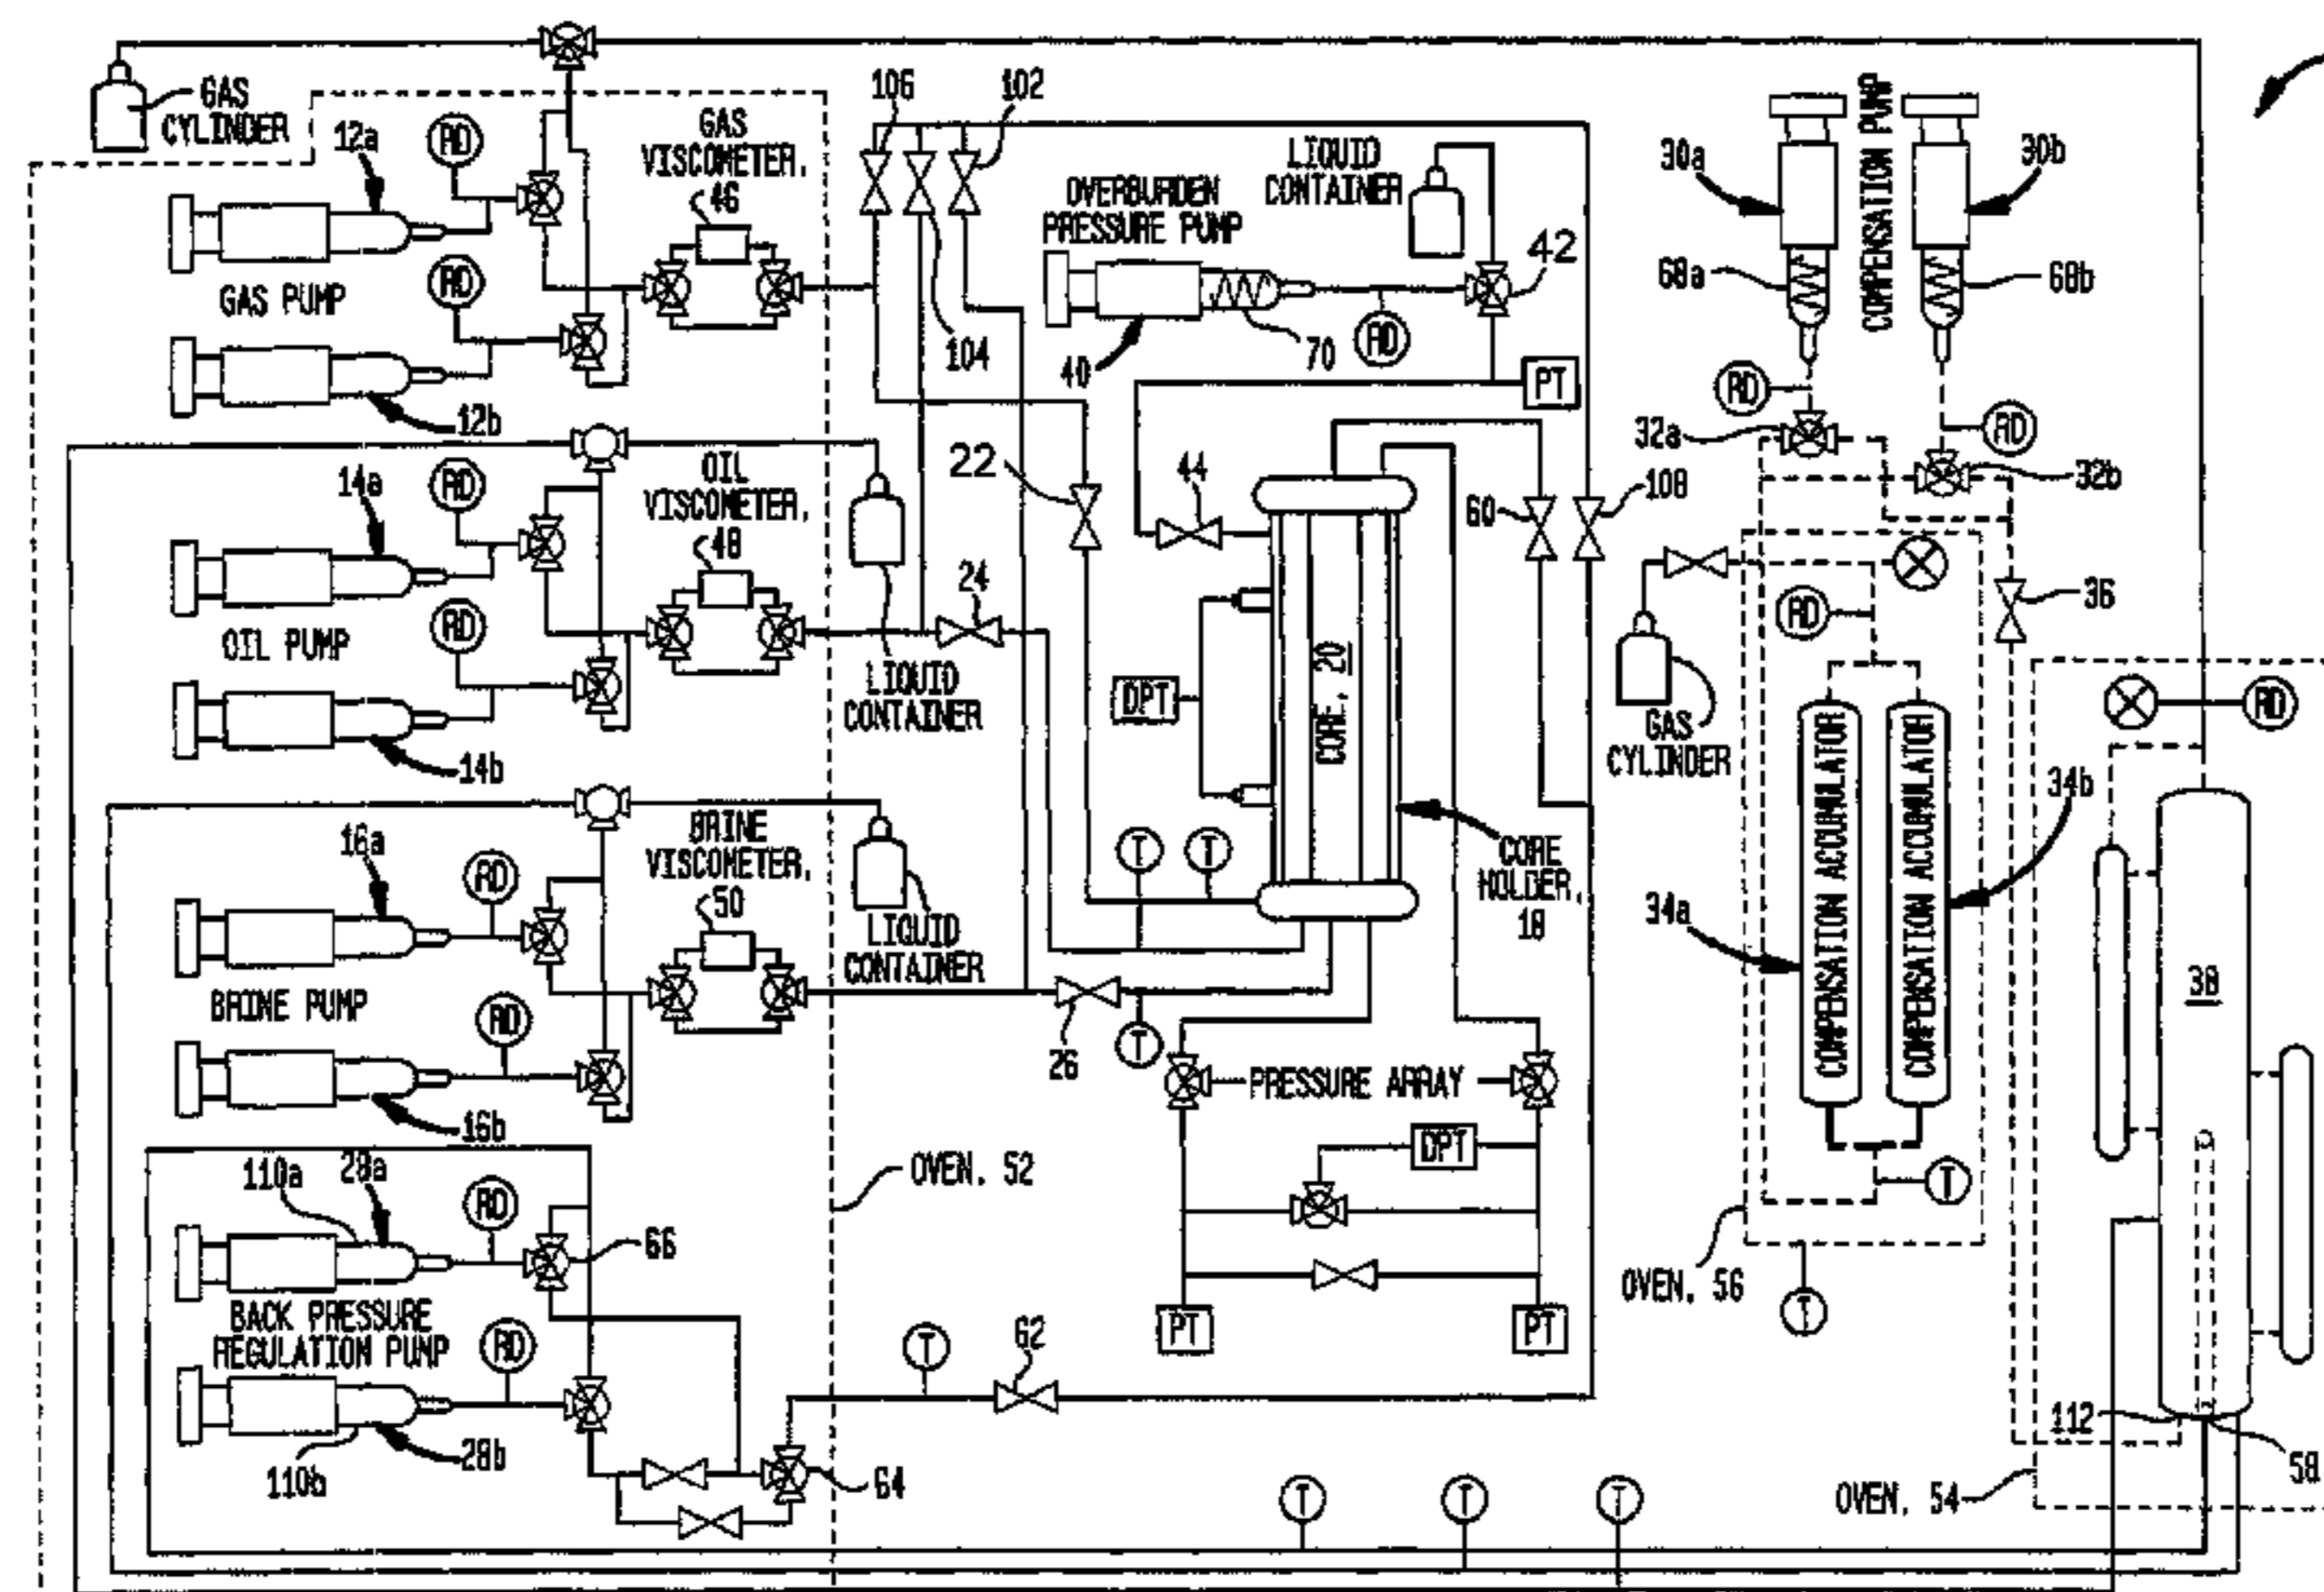 GAS
CYLINDER
12a
RD
GAS
VISCOMETER,
46
106
102
104
RD
GAS PUMP
12b
OVERBURDEN
PRESSURE PUMP
LIQUID
CONTAINER
42
40
70
RD
PT
COMPENSATION PUMP
30a
30b
68a
68b
RD
RD
32a
32b
14a
RD
OIL
VISCOMETER,
48
RD
OIL PUMP
14b
LIQUID
CONTAINER
22
24
44
60
108
DPT
CORE, 20
CORE
HOLDER,
18
T
T
GAS
CYLINDER
RD
36
RD
COMPENSATION ACCUMULATOR
COMPENSATION ACCUMULATOR
34a
34b
T
OVEN, 56
T
38
112
58
OVEN, 54
16a
RD
BRINE
VISCOMETER,
50
LIQUID
CONTAINER
BRINE PUMP
RD
16b
26
T
PRESSURE ARRAY
DPT
PT
PT
OVEN, 52
110a
28a
RD
66
BACK PRESSURE
REGULATION PUMP
RD
110b
28b
64
T
62
T
T
T